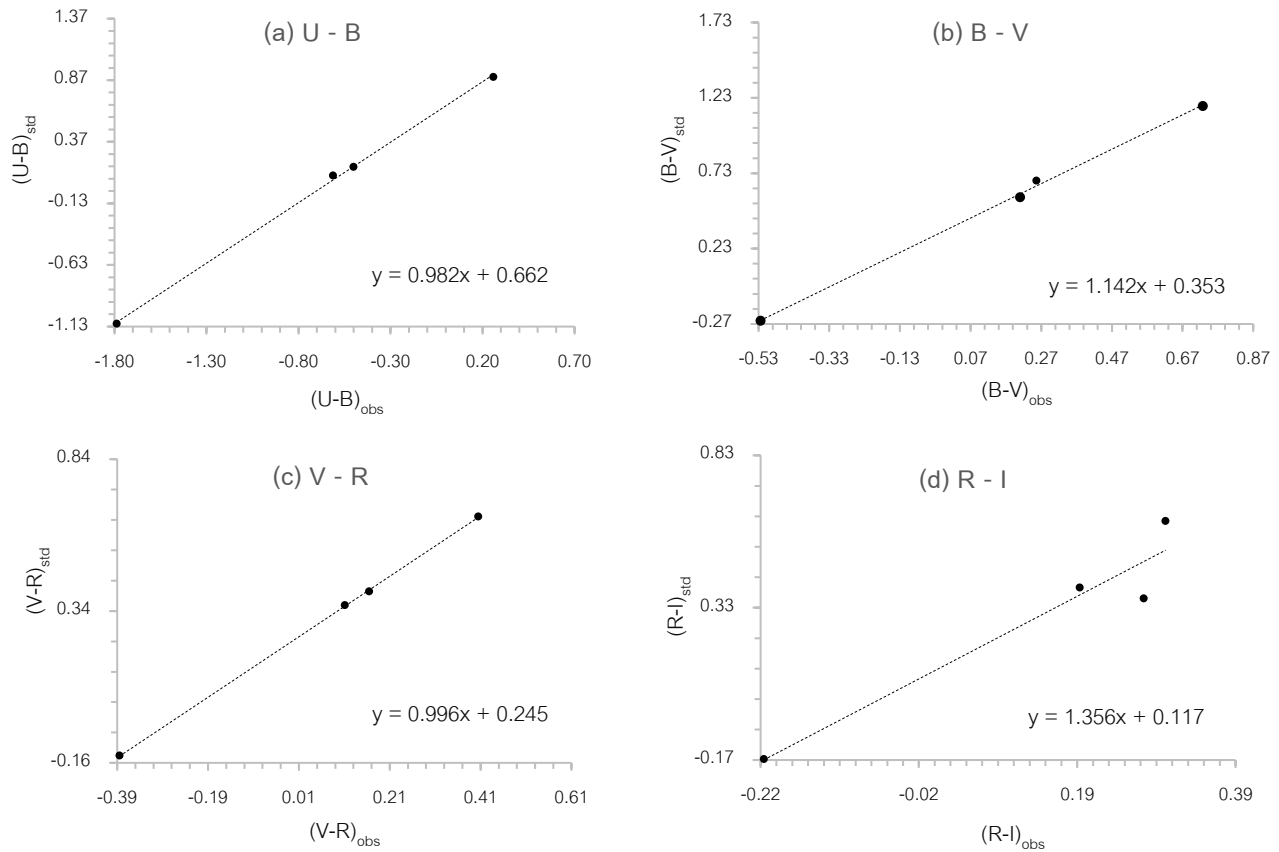 (a) U - B
1.37
0.87
0.37
-0.13
-0.63
-1.13
(U-B)std
y = 0.982x + 0.662
-1.80 -1.30 -0.80 -0.30 0.20 0.70
(U-B)obs
(b) B - V
1.73
1.23
0.73
0.23
-0.27
(B-V)std
y = 1.142x + 0.353
-0.53 -0.33 -0.13 0.07 0.27 0.47 0.67 0.87
(B-V)obs
(c) V - R
0.84
0.34
-0.16
(V-R)std
y = 0.996x + 0.245
-0.39 -0.19 0.01 0.21 0.41 0.61
(V-R)obs
(d) R - I
0.83
0.33
-0.17
(R-I)std
y = 1.356x + 0.117
-0.22 -0.02 0.19 0.39
(R-I)obs